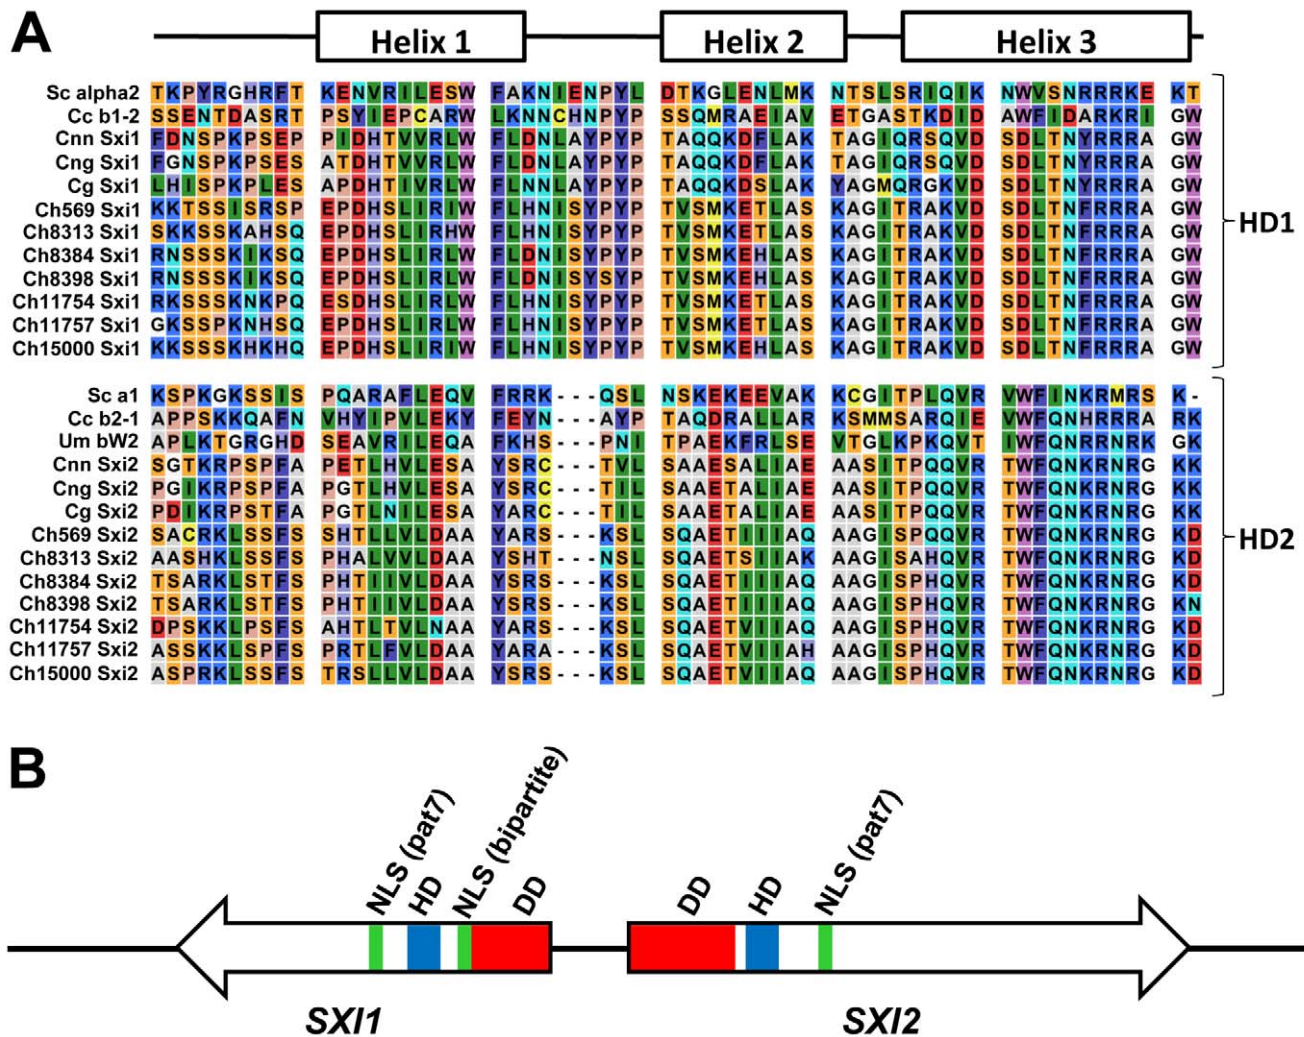 A
Helix 1 Helix 2 Helix 3
Sc alpha2 TKPYRGHRFT KENVRILESW FAKNIENPYL DTKGLENLMK NTSLSRIQIK NWVSNRRRKE KT
Cc b1-2 SSENTDASRT PSYIEPCARW LKNNCHNPYP SSQMRAEIAV ETGASTKDID AWFIDARKRI GW
Cnn Sxi1 FDNSPKPSEP PIDHTVVRLW FLDNLAYPYP TAQQKDFLAK TAGIQRSQVD SDLTNYRRRA GW
Cng Sxi1 FGNSPKPSES ATDHTVVRLW FLDNLAYPYP TAQQKDFLAK TAGIQRSQVD SDLTNYRRRA GW
Cg Sxi1 LHISPKPLES APDHTIVRLW FLNNLAYPYP TAQQKDSLAK YAGMQRGKVD SDLTNYRRRA GW
Ch569 Sxi1 KKTSSISRSP EPDHSLIRIW FLHNISYPYP TVSMKETLAS KAGITRAKVD SDLTNFRRRA GW
Ch8313 Sxi1 SKKSSKAHSQ EPDHSLIRHW FLHNISYPYP TVSMKETLAS KAGITRAKVD SDLTNFRRRA GW
Ch8384 Sxi1 RNSSSKIKSQ EPDHSLIRLW FLDNISYPYP TVSMKEHLAS KAGITRAKVD SDLTNFRRRA GW
Ch8398 Sxi1 RNSSSKIKSQ EPDHSLIRLW FLDNISYSYP TVSMKEHLAS KAGITRAKVD SDLTNFRRRA GW
Ch11754 Sxi1 RKSSSKNKPQ ESDHSLIRLW FLHNISYPYP TVSMKETLAS KAGITRAKVD SDLTNFRRRA GW
Ch11757 Sxi1 GKSSPKNHSQ EPDHSLIRLW FLHNISYPYP TVSMKETLAS KAGITRAKVD SDLTNFRRRA GW
Ch15000 Sxi1 KKSSSKHKHQ EPDHSLIRIW FLHNISYPYP TVSMKEHLAS KAGITRAKVD SDLTNFRRRA GW
HD1
Sc a1 KSPKGKSSIS PQARAFLEQV FRRK---QSL NSKEKEEVAK KCGITPLQVR VWFINKRMRS K-
Cc b2-1 APPSKKQAFN VHYIPVLEKY FEYN---AYP TAQDRALLAR KSMMSARQIE VWFQNHRRRA RK
Um bW2 APLKTGRGHD SEAVRILEQA FKHS---PNI TPAEKFRLSE VTGLKPKQVT IWFQNRRNRK GK
Cnn Sxi2 SGTKRPSPFA PETLHVLESA YSRC---TVL SAAESALIAE AASITPQQVR TWFQNKRNRG KK
Cng Sxi2 PGIKRPSPFA PGTLHVLESA YSRC---TIL SAAETALIAE AASITPQQVR TWFQNKRNRG KK
Cg Sxi2 PDIKRPSTFA PGTLNILESA YARC---TIL SAAETALIAE AASITPQQVR TWFQNKRNRG KK
Ch569 Sxi2 SACRKLSSFS SHTLLVLDAA YSRS---KSL SQAETIIIAQ AAGISPHQVR TWFQNKRNRG KD
Ch8313 Sxi2 AASHKLSSFS PHALVVLDAA YSHT---NSL SQAETSIIAK AAGISAHQVR TWFQNKRNRG KD
Ch8384 Sxi2 TSARKLSTFS PHTIIVLDAA YSRS---KSL SQAETIIIAQ AAGISPHQVR TWFQNKRNRG KD
Ch8398 Sxi2 TSARKLSTFS PHTIIVLDAA YSRS---KSL SQAETIIIAQ AAGISPHQVR TWFQNKRNRG KN
Ch11754 Sxi2 DPSKKLPSFS AHTLTVLNAA YARS---KSL SQAETVIIAQ AAGISPHQVR TWFQNKRNRG KD
Ch11757 Sxi2 ASSKKLSPFS PRTLFVLDAA YARA---KSL SQAETVIIAH AAGISPHQVR TWFQNKRNRG KD
Ch15000 Sxi2 ASPRKLSSFS TRSLLVLDAA YSRS---KSL SQAETVIIAQ AAGISPHQVR TWFQNKRNRG KD
HD2
B
NLS (pat7)
HD
NLS (bipartite)
DD
DD
HD
NLS (pat7)
SXI1 SXI2